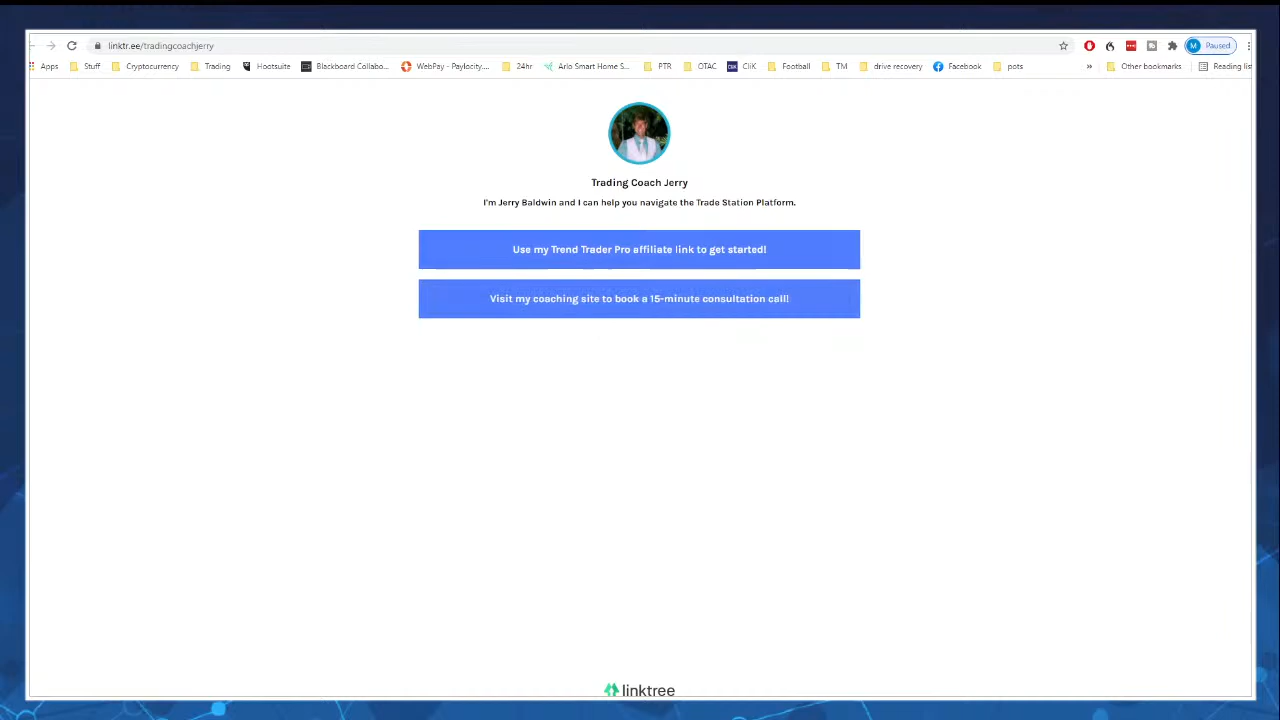 linktr.ee/tradingcoachjerry
M Paused
Apps Stuff Cryptocurrency Trading Hootsuite Blackboard Collabo... WebPay - Paylocity.... 24hr Arlo Smart Home S... PTR OTAC CliK Football TM drive recovery Facebook pots » Other bookmarks Reading list
Trading Coach Jerry
I'm Jerry Baldwin and I can help you navigate the Trade Station Platform.
Use my Trend Trader Pro affiliate link to get started!
Visit my coaching site to book a 15-minute consultation call!
linktree